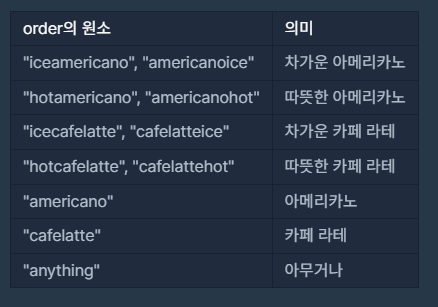 order의 원소 의미
"iceamericano", "americanoice" 차가운 아메리카노
"hotamericano", "americanohot" 따뜻한 아메리카노
"icecafelatte", "cafelatteice" 차가운 카페 라테
"hotcafelatte", "cafelattehot" 따뜻한 카페 라테
"americano" 아메리카노
"cafelatte" 카페 라테
"anything" 아무거나